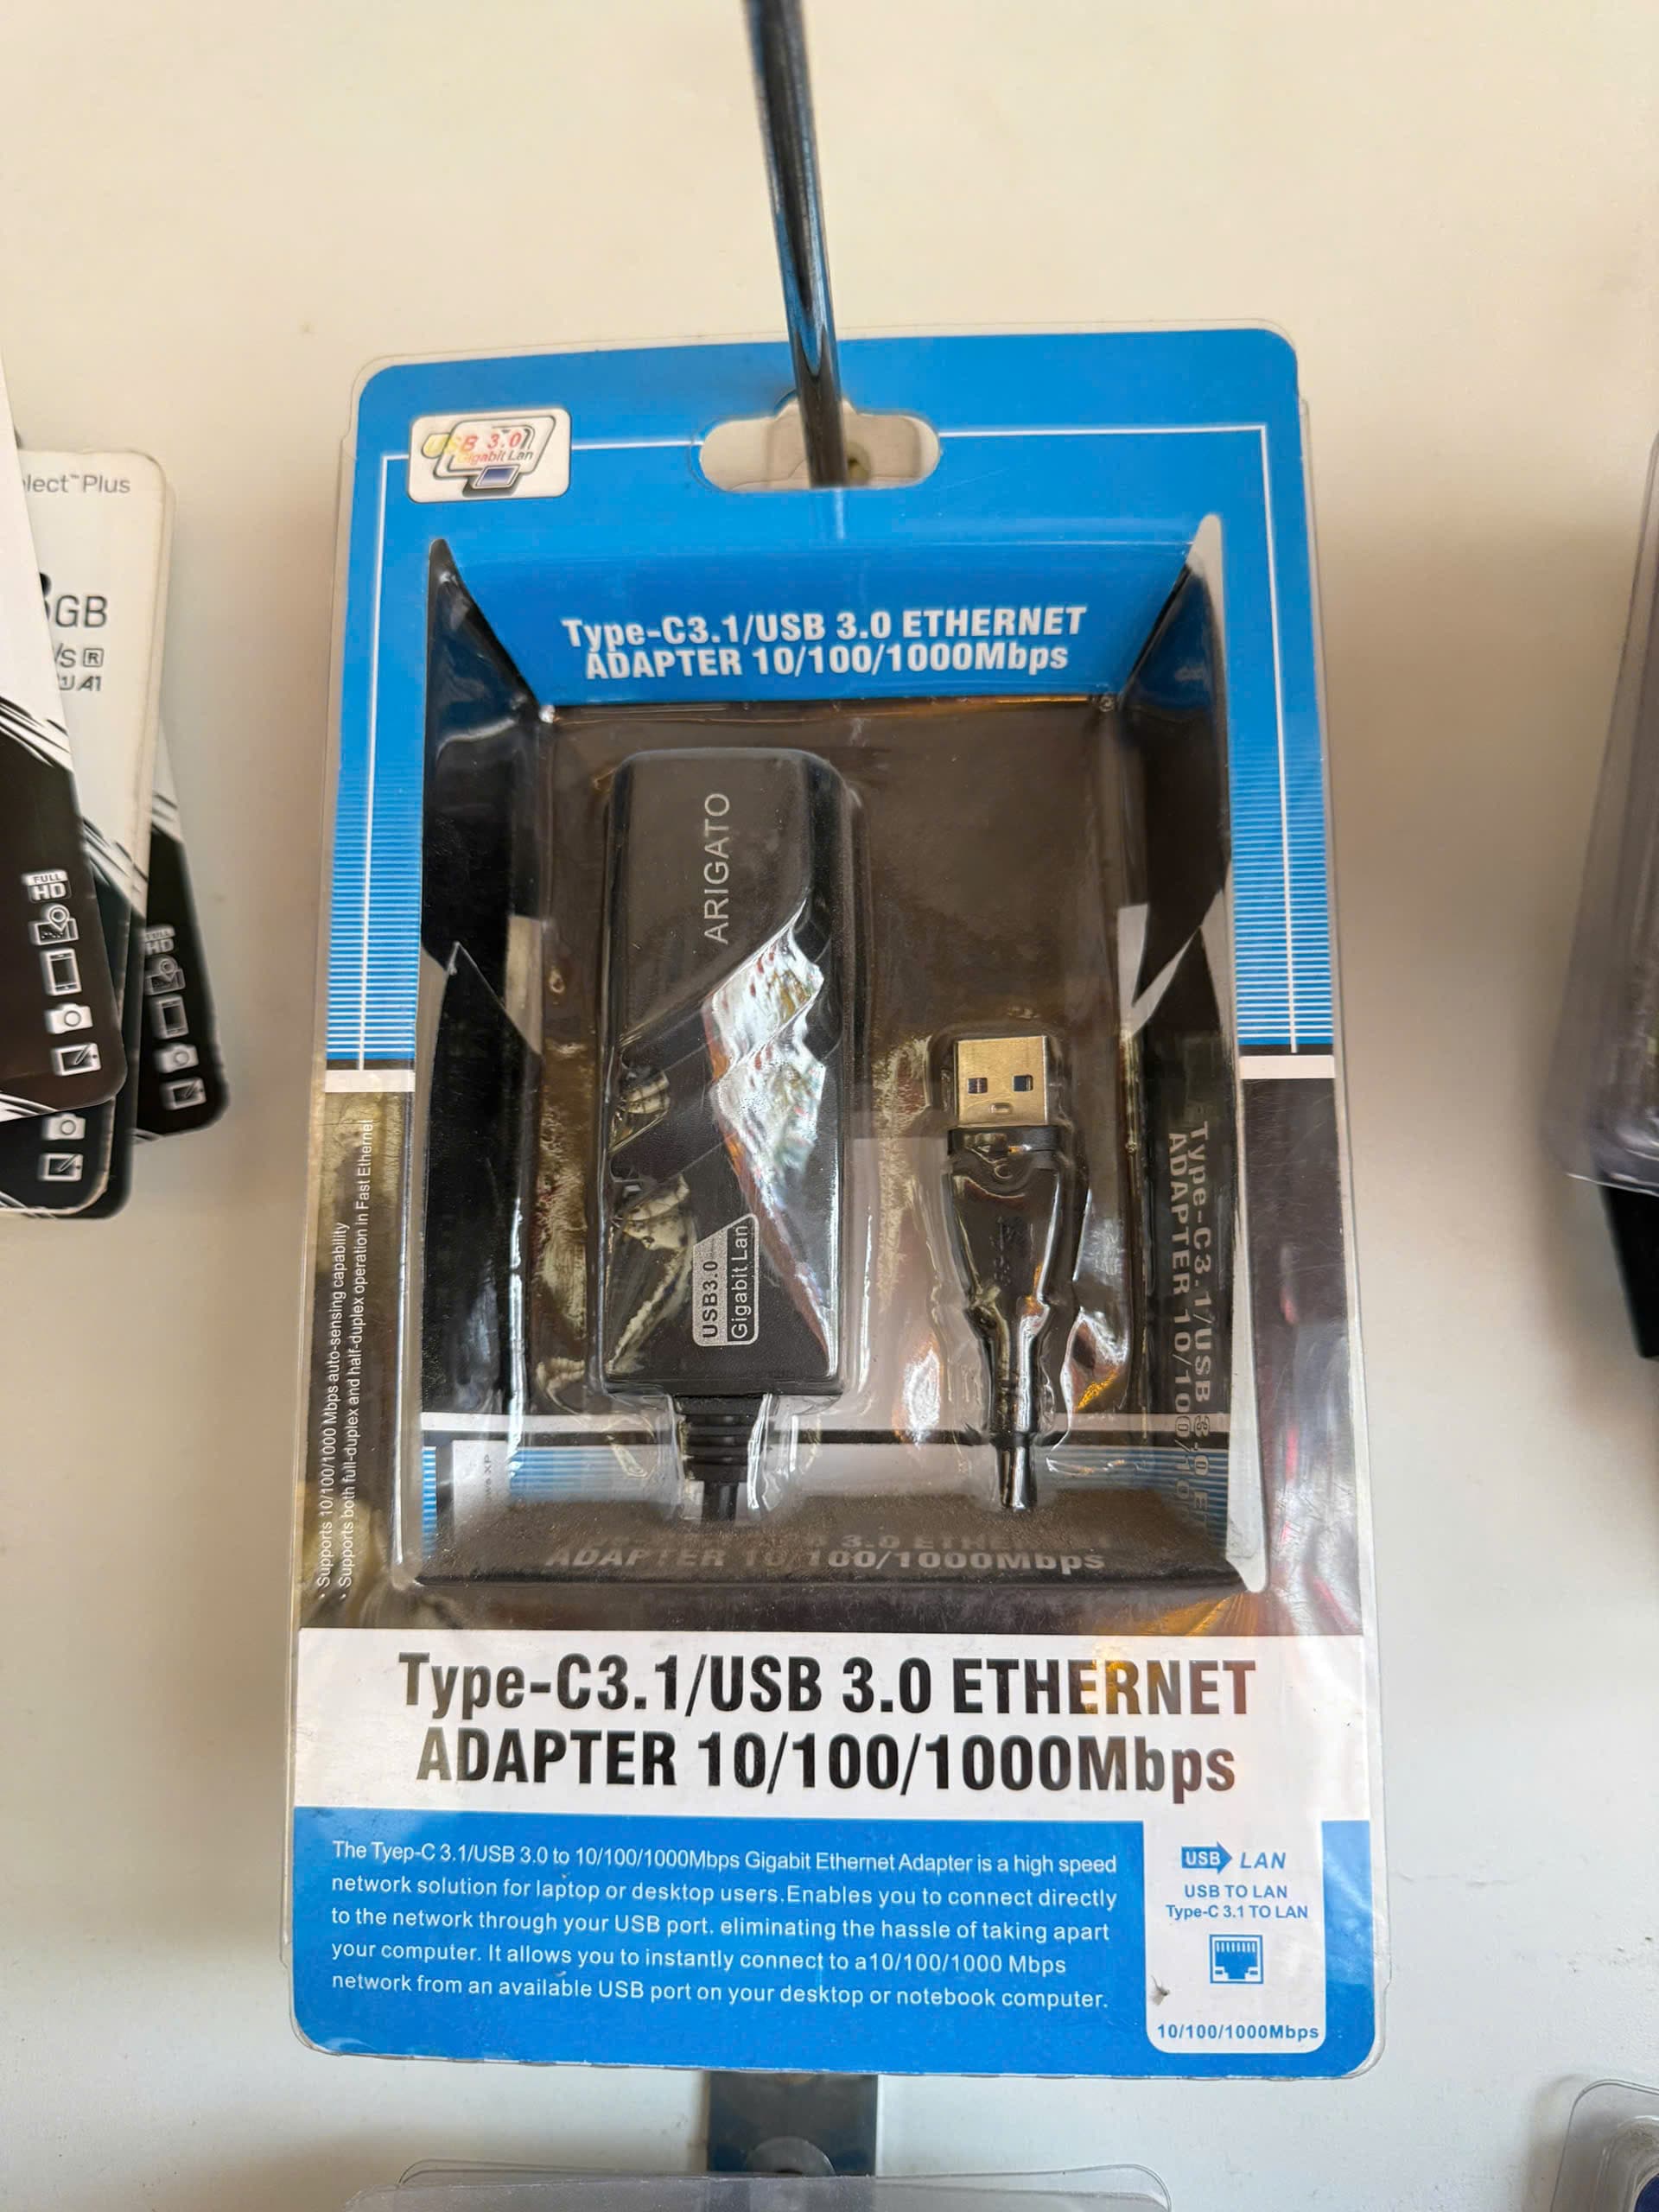 lect™ Plus
GB
/s R
A1
FULL
HD
FULL
HD
USB 3.0
Gigabit Lan
Type-C3.1/USB 3.0 ETHERNET
ADAPTER 10/100/1000Mbps
ARIGATO
USB3.0
Gigabit Lan
• Supports 10/100/1000 Mbps auto-sensing capability
• Supports both full-duplex and half-duplex operation in Fast Ethernet
Type-C3.1/USB 3.0 E
ADAPTER 10/100/10
3.0 ETHERNET
ADAPTER 10/100/1000Mbps
Type-C3.1/USB 3.0 ETHERNET
ADAPTER 10/100/1000Mbps
The Tyep-C 3.1/USB 3.0 to 10/100/1000Mbps Gigabit Ethernet Adapter is a high speed
network solution for laptop or desktop users.Enables you to connect directly
to the network through your USB port. eliminating the hassle of taking apart
your computer. It allows you to instantly connect to a10/100/1000 Mbps
network from an available USB port on your desktop or notebook computer.
USB LAN
USB TO LAN
Type-C 3.1 TO LAN
10/100/1000Mbps